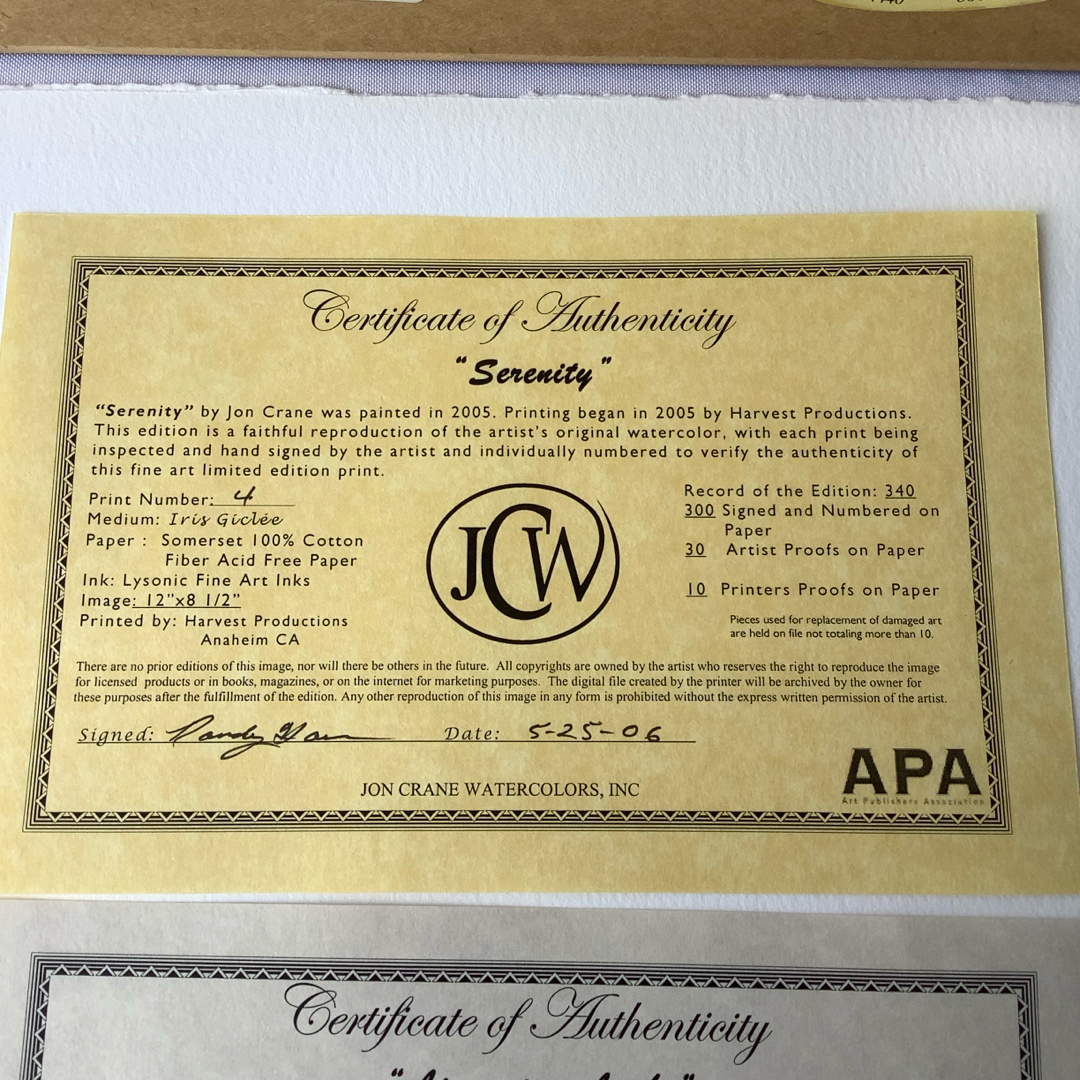 Certificate of Authenticity
"Serenity"
"Serenity" by Jon Crane was painted in 2005. Printing began in 2005 by Harvest Productions.
This edition is a faithful reproduction of the artist's original watercolor, with each print being
inspected and hand signed by the artist and individually numbered to verify the authenticity of
this fine art limited edition print.
Print Number: 4
Medium: Iris Giclée
Paper : Somerset 100% Cotton
Fiber Acid Free Paper
Ink: Lysonic Fine Art Inks
Image: 12"x8 1/2"
Printed by: Harvest Productions
Anaheim CA
JCW
Record of the Edition: 340
300 Signed and Numbered on
Paper
30 Artist Proofs on Paper
10 Printers Proofs on Paper
Pieces used for replacement of damaged art
are held on file not totaling more than 10.
There are no prior editions of this image, nor will there be others in the future. All copyrights are owned by the artist who reserves the right to reproduce the image
for licensed products or in books, magazines, or on the internet for marketing purposes. The digital file created by the printer will be archived by the owner for
these purposes after the fulfillment of the edition. Any other reproduction of this image in any form is prohibited without the express written permission of the artist.
Signed: Date: 5-25-06
JON CRANE WATERCOLORS, INC
APA
Art Publishers Association
Certificate of Authenticity